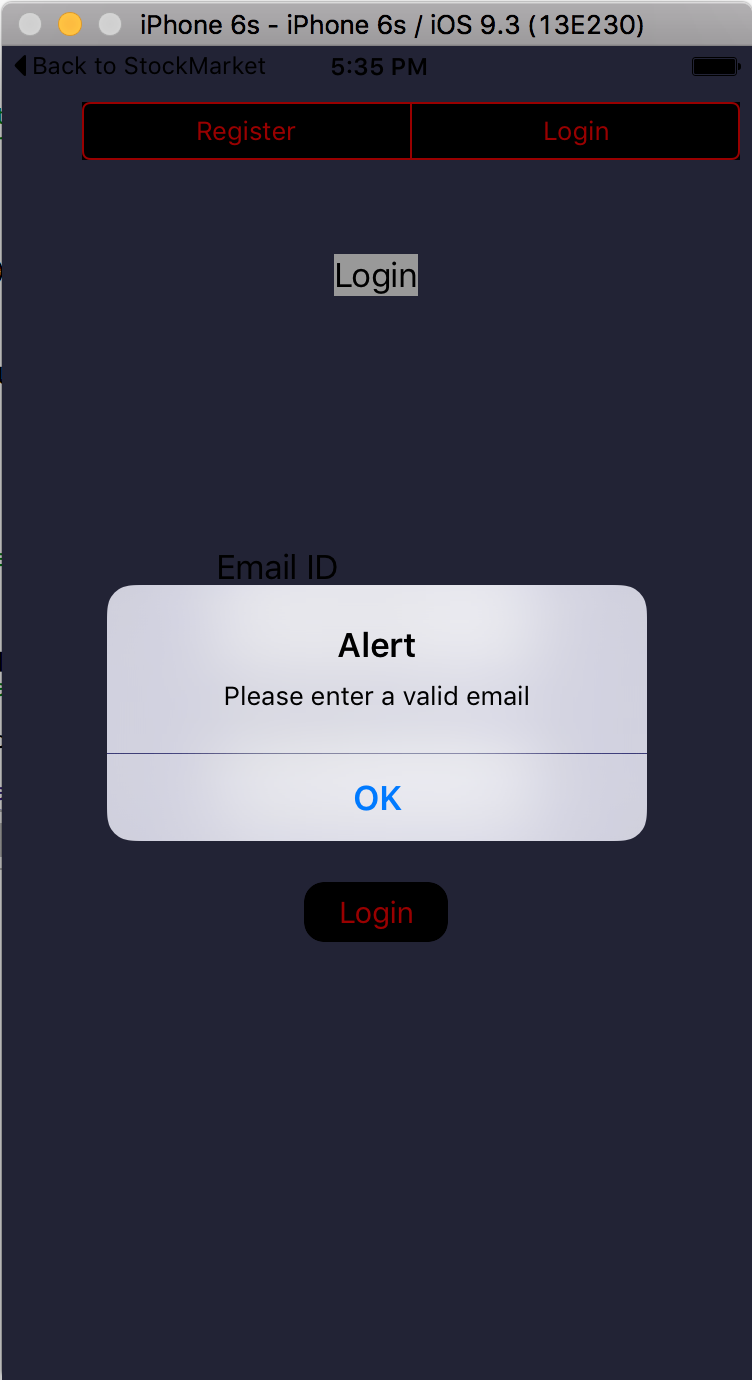 iPhone 6s - iPhone 6s / iOS 9.3 (13E230)
Back to StockMarket 5:35 PM
Register Login
Login
Email ID
Alert
Please enter a valid email
OK
Login